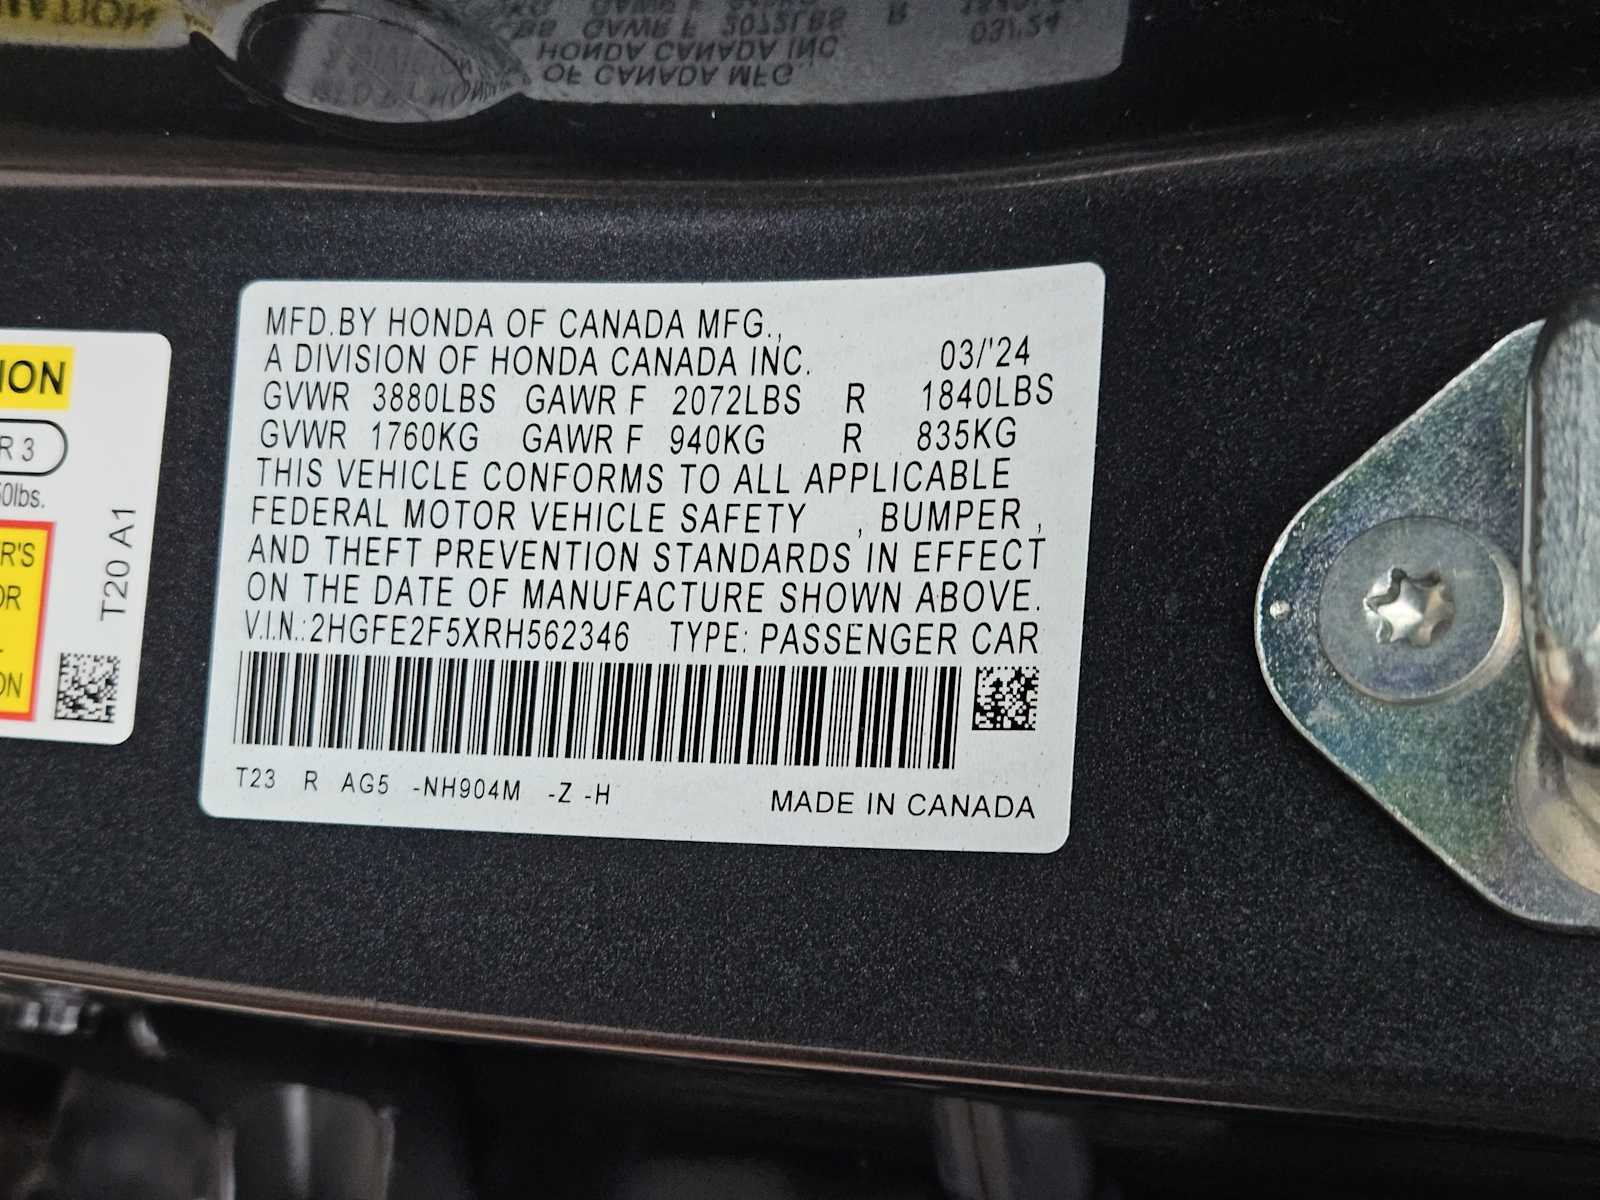 MFD.BY HONDA OF CANADA MFG.,
A DIVISION OF HONDA CANADA INC. 03/'24
GVWR 3880LBS GAWR F 2072LBS R 1840LBS
GVWR 1760KG GAWR F 940KG R 835KG
THIS VEHICLE CONFORMS TO ALL APPLICABLE
FEDERAL MOTOR VEHICLE SAFETY , BUMPER ,
AND THEFT PREVENTION STANDARDS IN EFFECT
ON THE DATE OF MANUFACTURE SHOWN ABOVE.
V.I.N.:2HGFE2F5XRH562346 TYPE: PASSENGER CAR
T23 R AG5 -NH904M -Z -H
MADE IN CANADA
ION
R 3
0lbs.
R'S
OR
ON
T20 A1